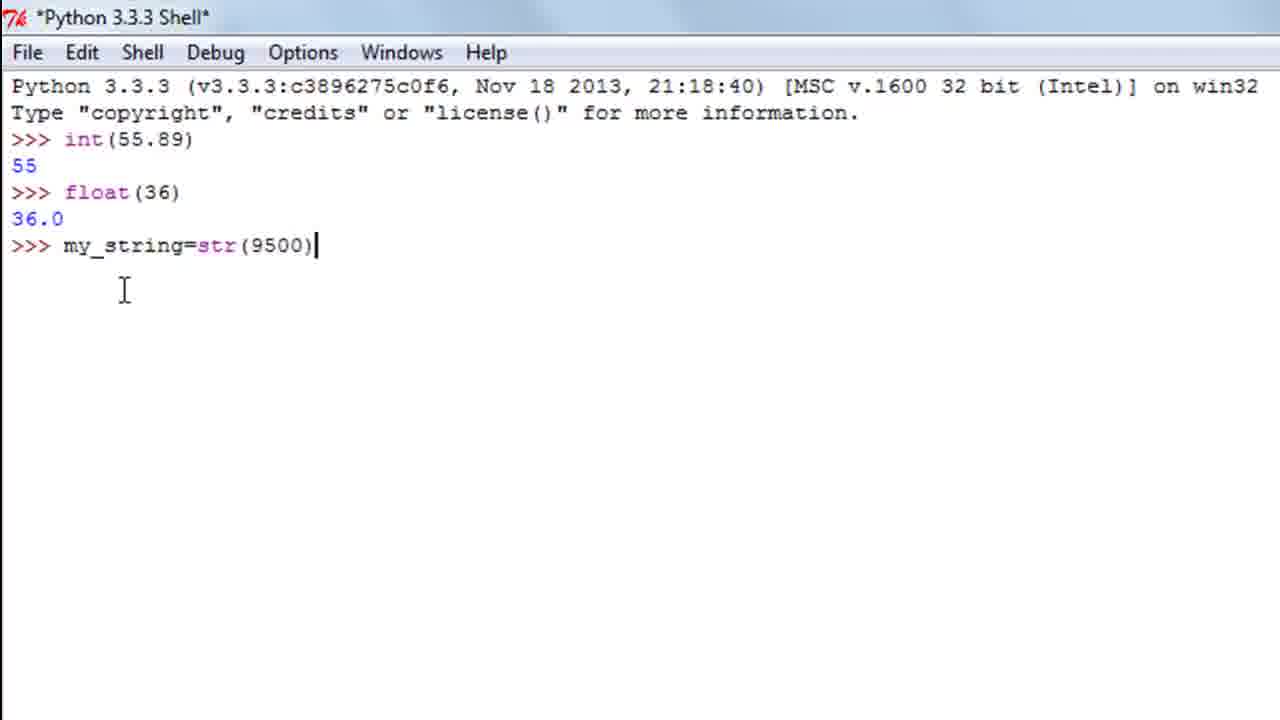 *Python 3.3.3 Shell*
File Edit Shell Debug Options Windows Help
Python 3.3.3 (v3.3.3:c3896275c0f6, Nov 18 2013, 21:18:40) [MSC v.1600 32 bit (Intel)] on win32
Type "copyright", "credits" or "license()" for more information.
>>> int(55.89)
55
>>> float(36)
36.0
>>> my_string=str(9500)